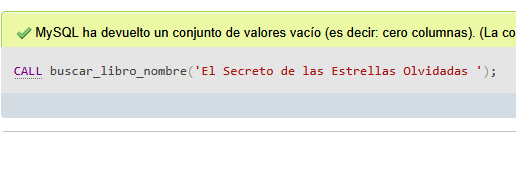 MySQL ha devuelto un conjunto de valores vacío (es decir: cero columnas). (La co
CALL buscar_libro_nombre('El Secreto de las Estrellas Olvidadas ');